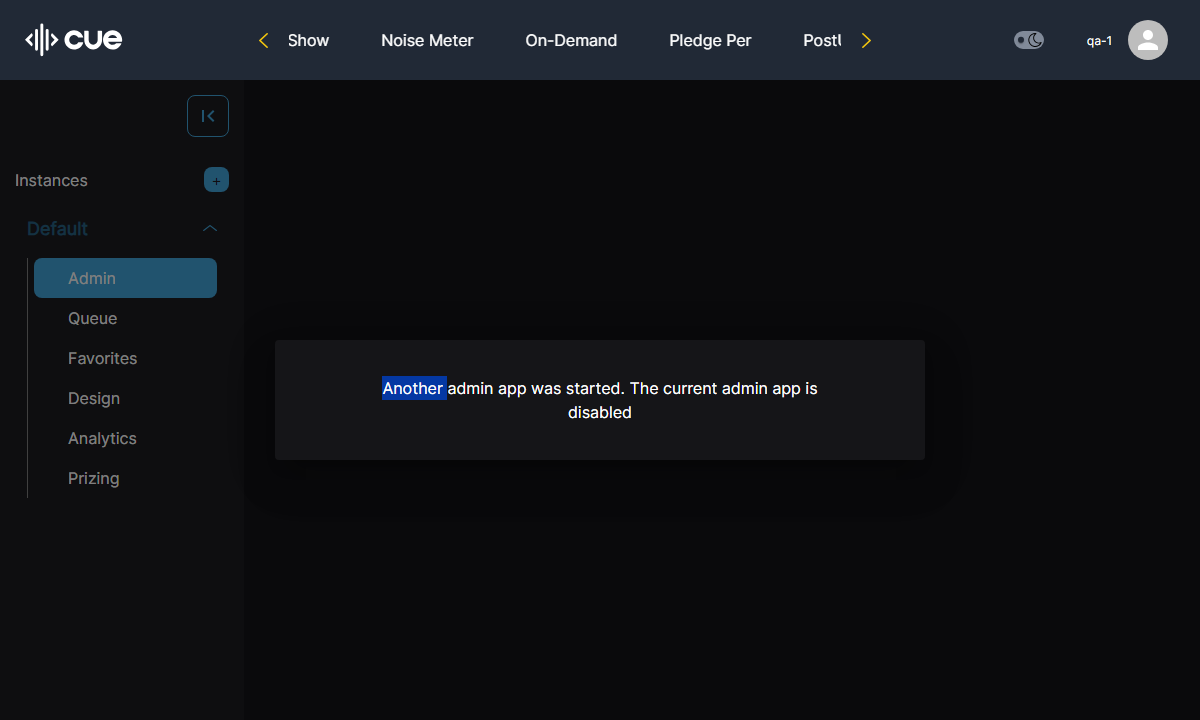 cue
Show
Noise Meter
On-Demand
Pledge Per
qa-1
Instances
+
Default
Admin
Queue
Favorites
Design
Analytics
Prizing
Another admin app was started. The current admin app is
disabled